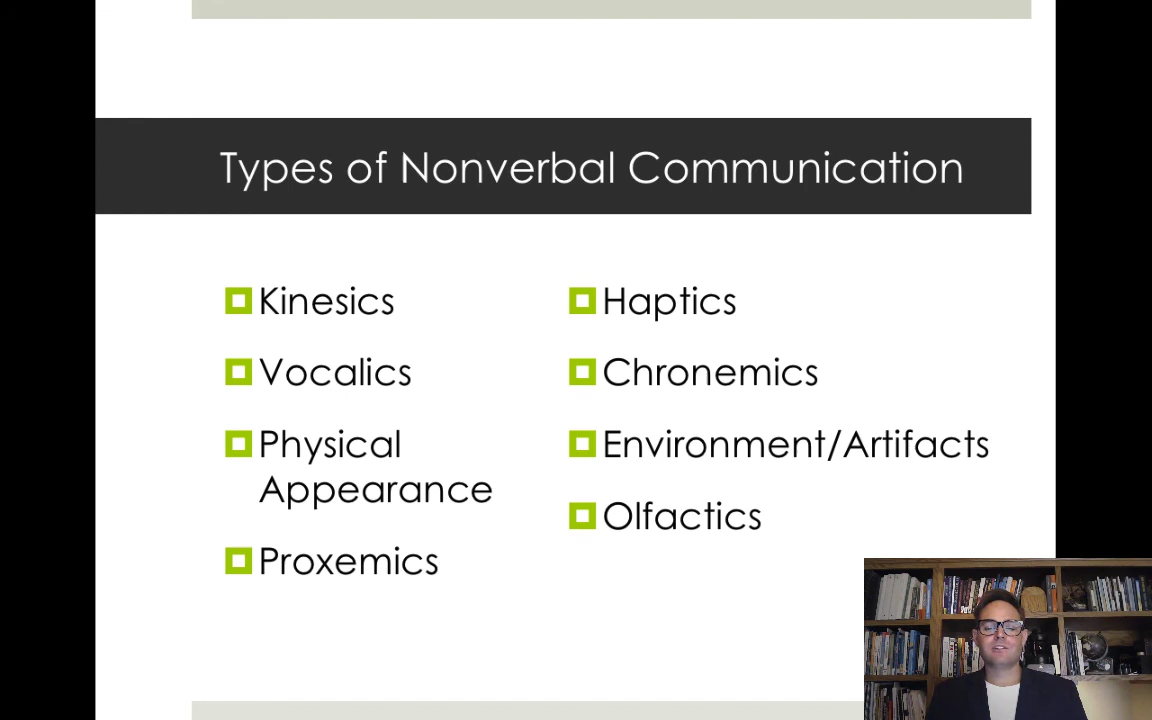 Types of Nonverbal Communication
Kinesics
Vocalics
Physical
Appearance
Proxemics
Haptics
Chronemics
Environment/Artifacts
Olfactics